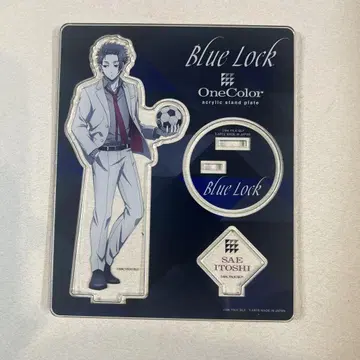 Blue Lock
OneColor
acrylic stand plate
Blue Lock
SAE
ITOSHI